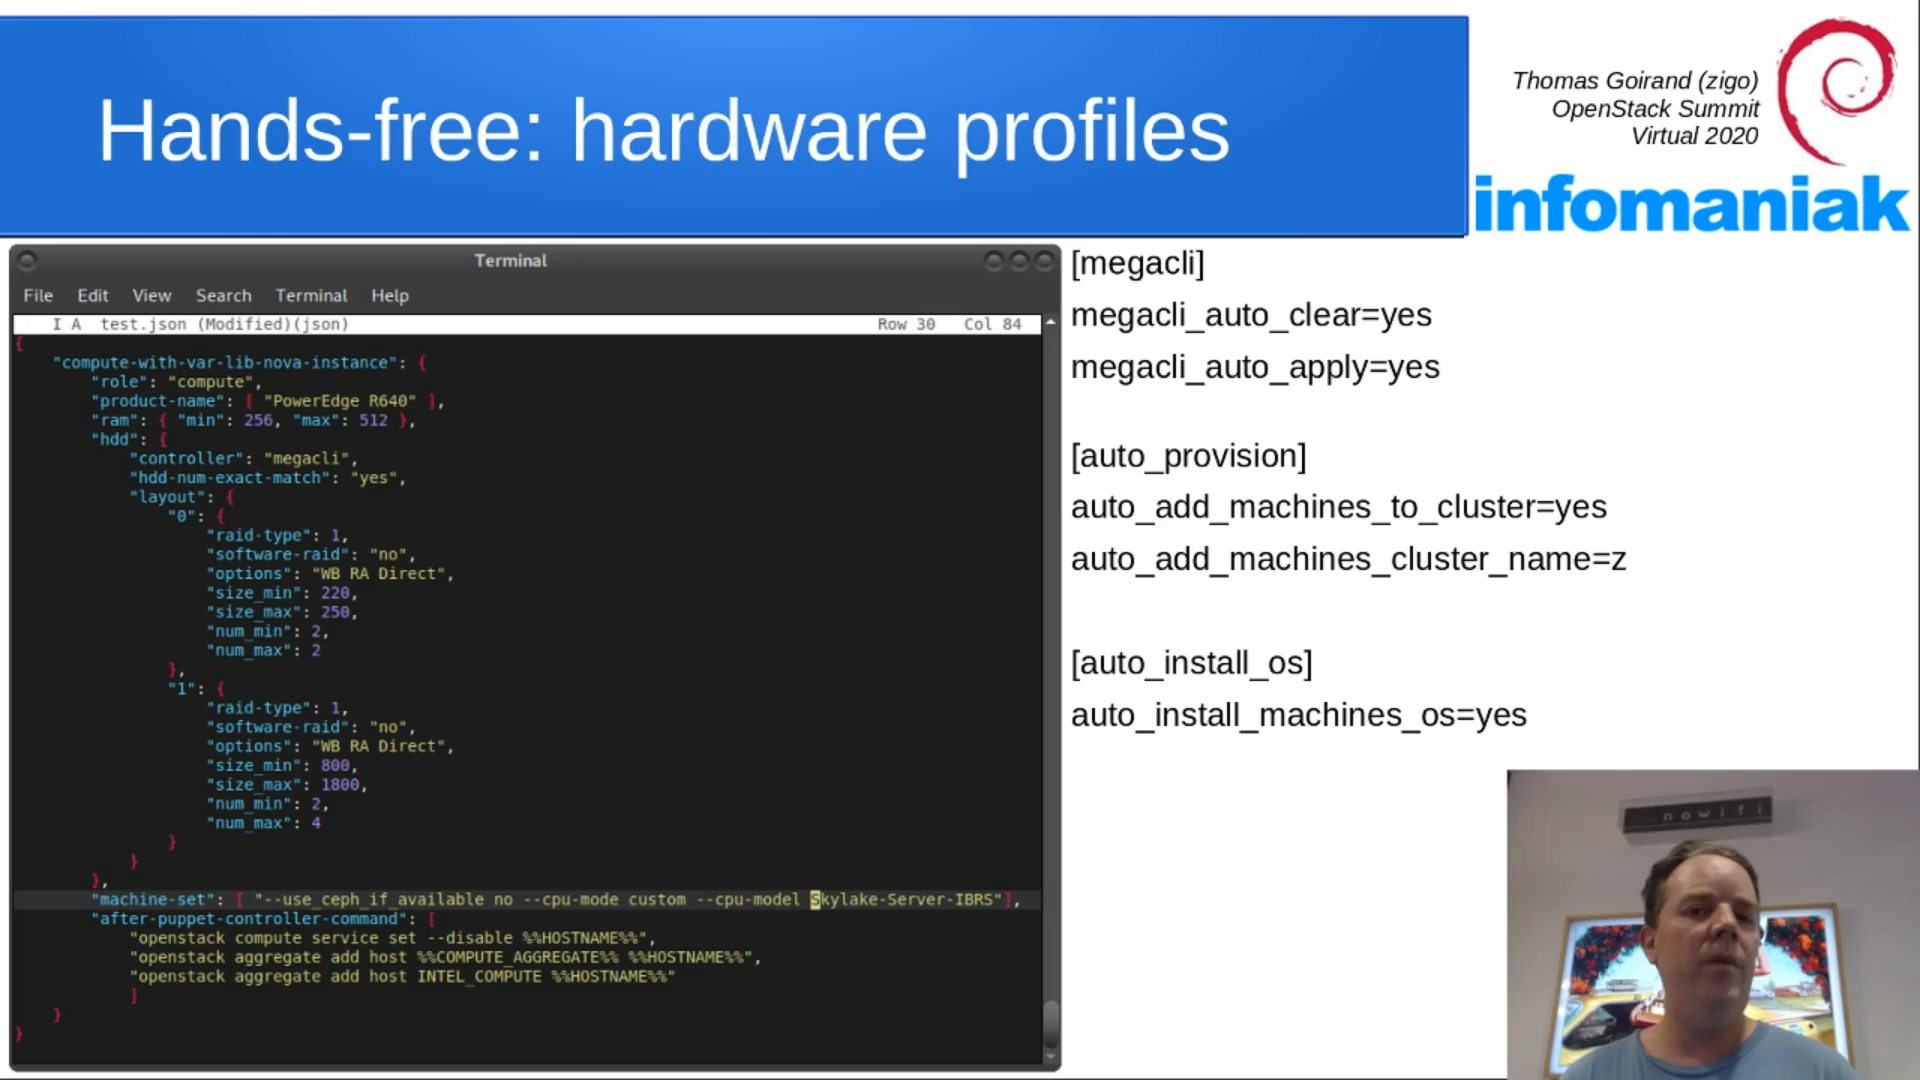 Hands-free: hardware profiles
Thomas Goirand (zigo)
OpenStack Summit
Virtual 2020
infomaniak
Terminal
File Edit View Search Terminal Help
I A test.json (Modified)(json) Row 30 Col 84
{
"compute-with-var-lib-nova-instance": {
"role": "compute",
"product-name": [ "PowerEdge R640" ],
"ram": { "min": 256, "max": 512 },
"hdd": {
"controller": "megacli",
"hdd-num-exact-match": "yes",
"layout": {
"0": {
"raid-type": 1,
"software-raid": "no",
"options": "WB RA Direct",
"size_min": 220,
"size_max": 250,
"num_min": 2,
"num_max": 2
},
"1": {
"raid-type": 1,
"software-raid": "no",
"options": "WB RA Direct",
"size_min": 800,
"size_max": 1800,
"num_min": 2,
"num_max": 4
}
}
},
"machine-set": [ "--use_ceph_if_available no --cpu-mode custom --cpu-model Skylake-Server-IBRS"],
"after-puppet-controller-command": [
"openstack compute service set --disable %%HOSTNAME%%",
"openstack aggregate add host %%COMPUTE_AGGREGATE%% %%HOSTNAME%%",
"openstack aggregate add host INTEL_COMPUTE %%HOSTNAME%%"
]
}
}
[megacli]
megacli_auto_clear=yes
megacli_auto_apply=yes
[auto_provision]
auto_add_machines_to_cluster=yes
auto_add_machines_cluster_name=z
[auto_install_os]
auto_install_machines_os=yes
nowifi